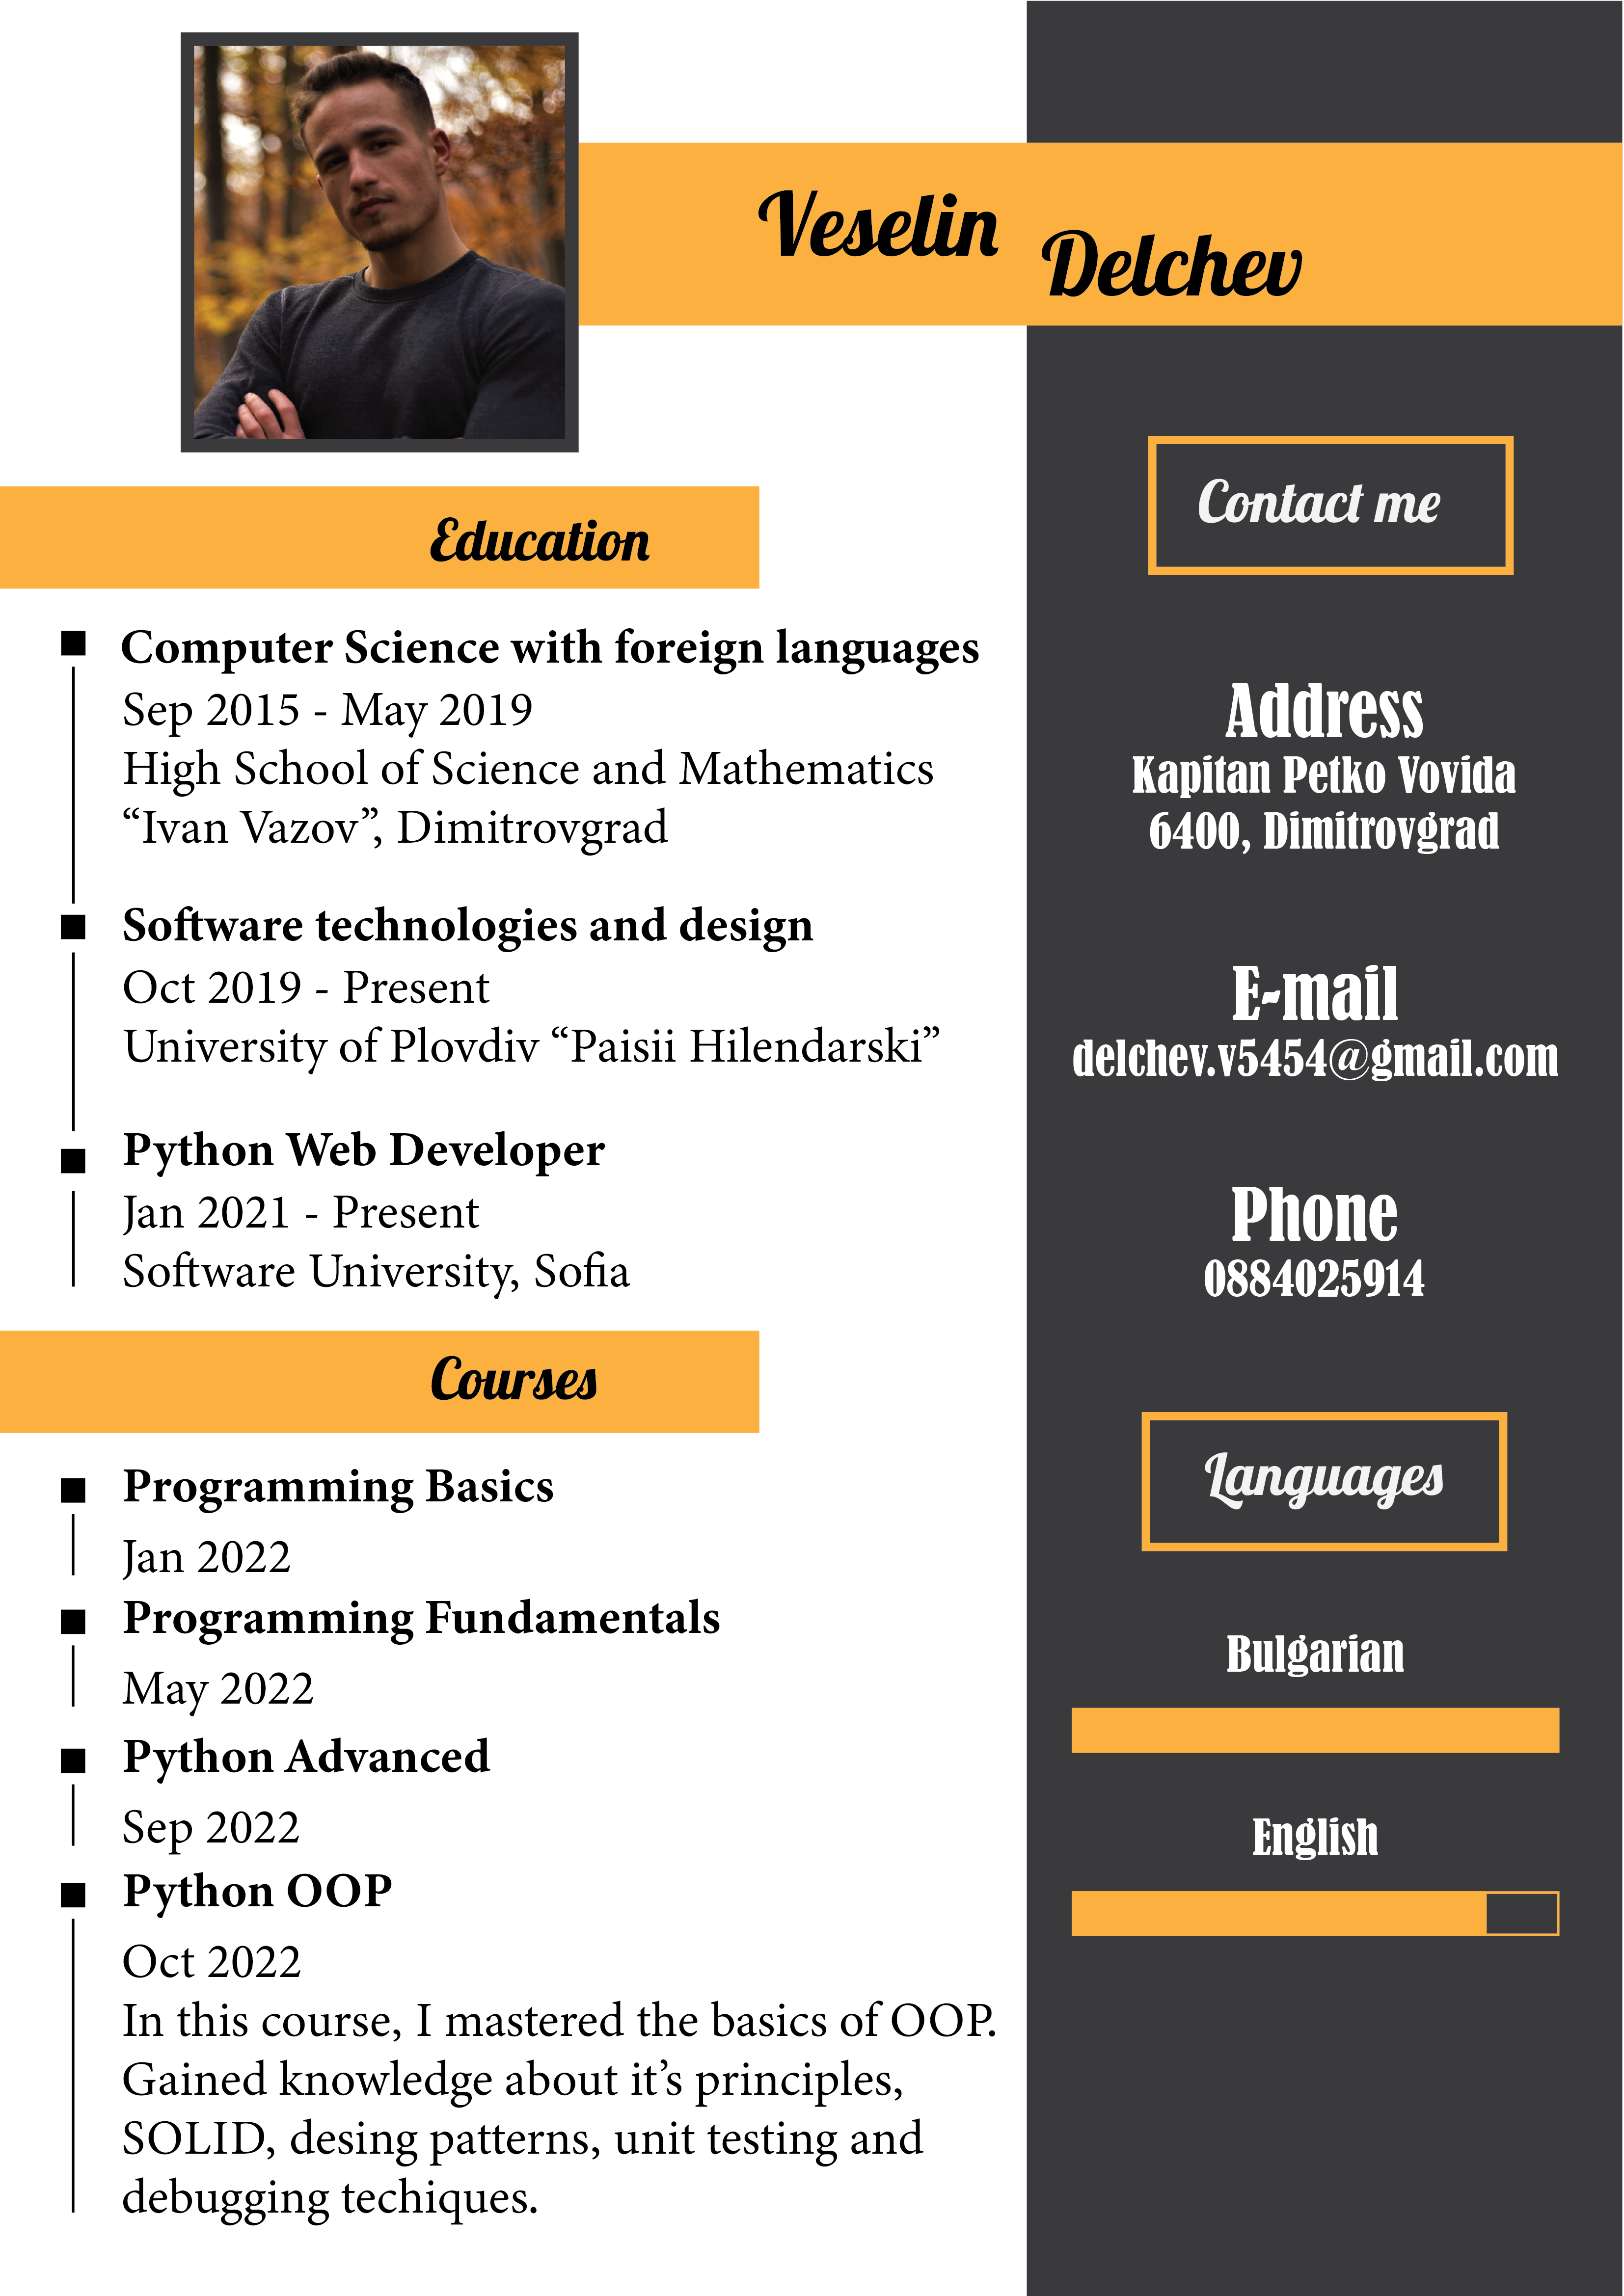 Veselin Delchev
Education
Computer Science with foreign languages
Sep 2015 - May 2019
High School of Science and Mathematics
“Ivan Vazov”, Dimitrovgrad
Software technologies and design
Oct 2019 - Present
University of Plovdiv “Paisii Hilendarski”
Python Web Developer
Jan 2021 - Present
Software University, Sofia
Courses
Programming Basics
Jan 2022
Programming Fundamentals
May 2022
Python Advanced
Sep 2022
Python OOP
Oct 2022
In this course, I mastered the basics of OOP.
Gained knowledge about it’s principles,
SOLID, desing patterns, unit testing and
debugging techiques.
Contact me
Address
Kapitan Petko Vovida
6400, Dimitrovgrad
E-mail
delchev.v5454@gmail.com
Phone
0884025914
Languages
Bulgarian
English